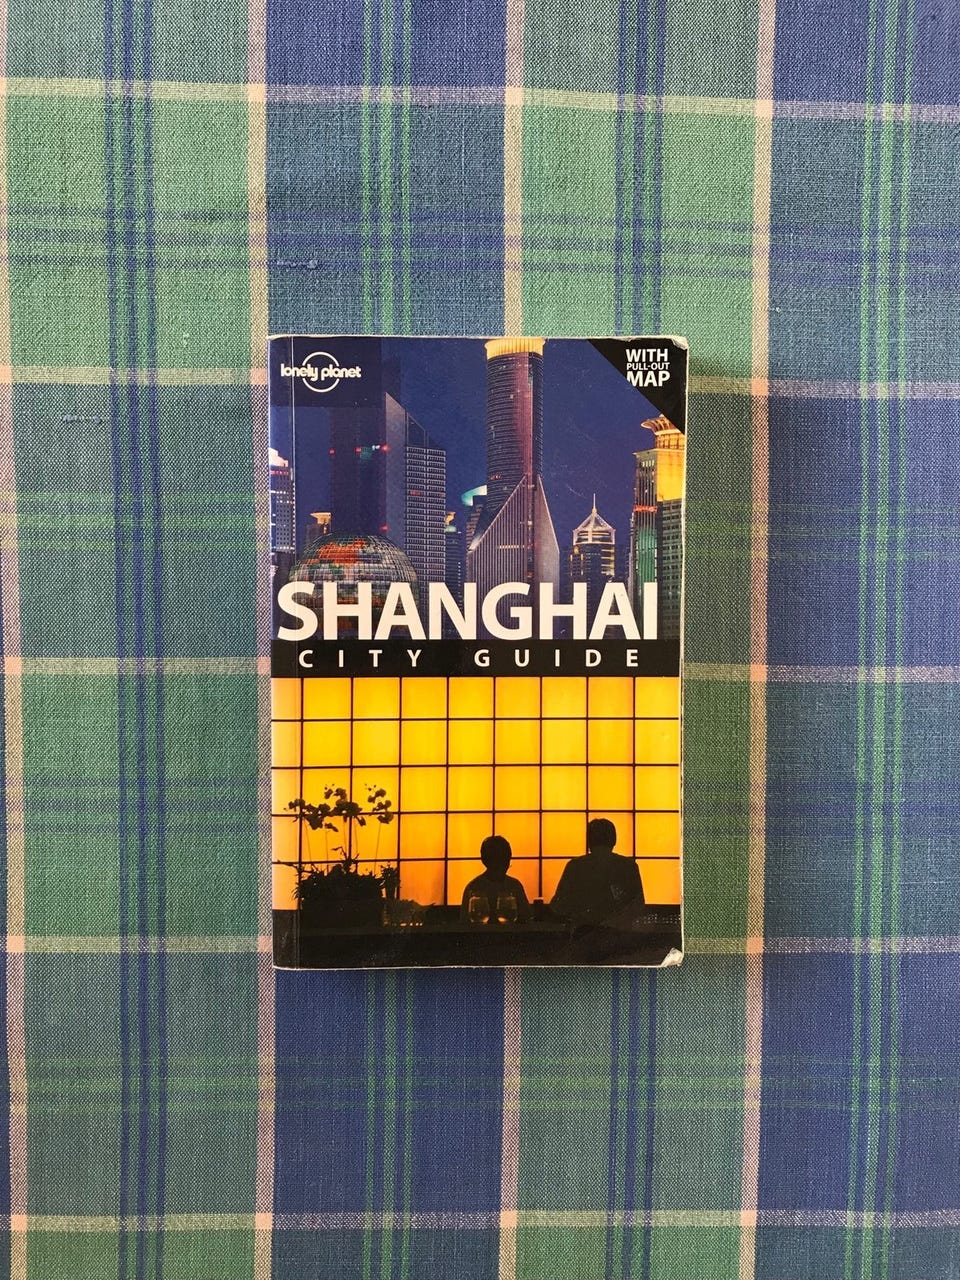 lonely planet
WITH
PULL-OUT
MAP
SHANGHAI
CITY GUIDE